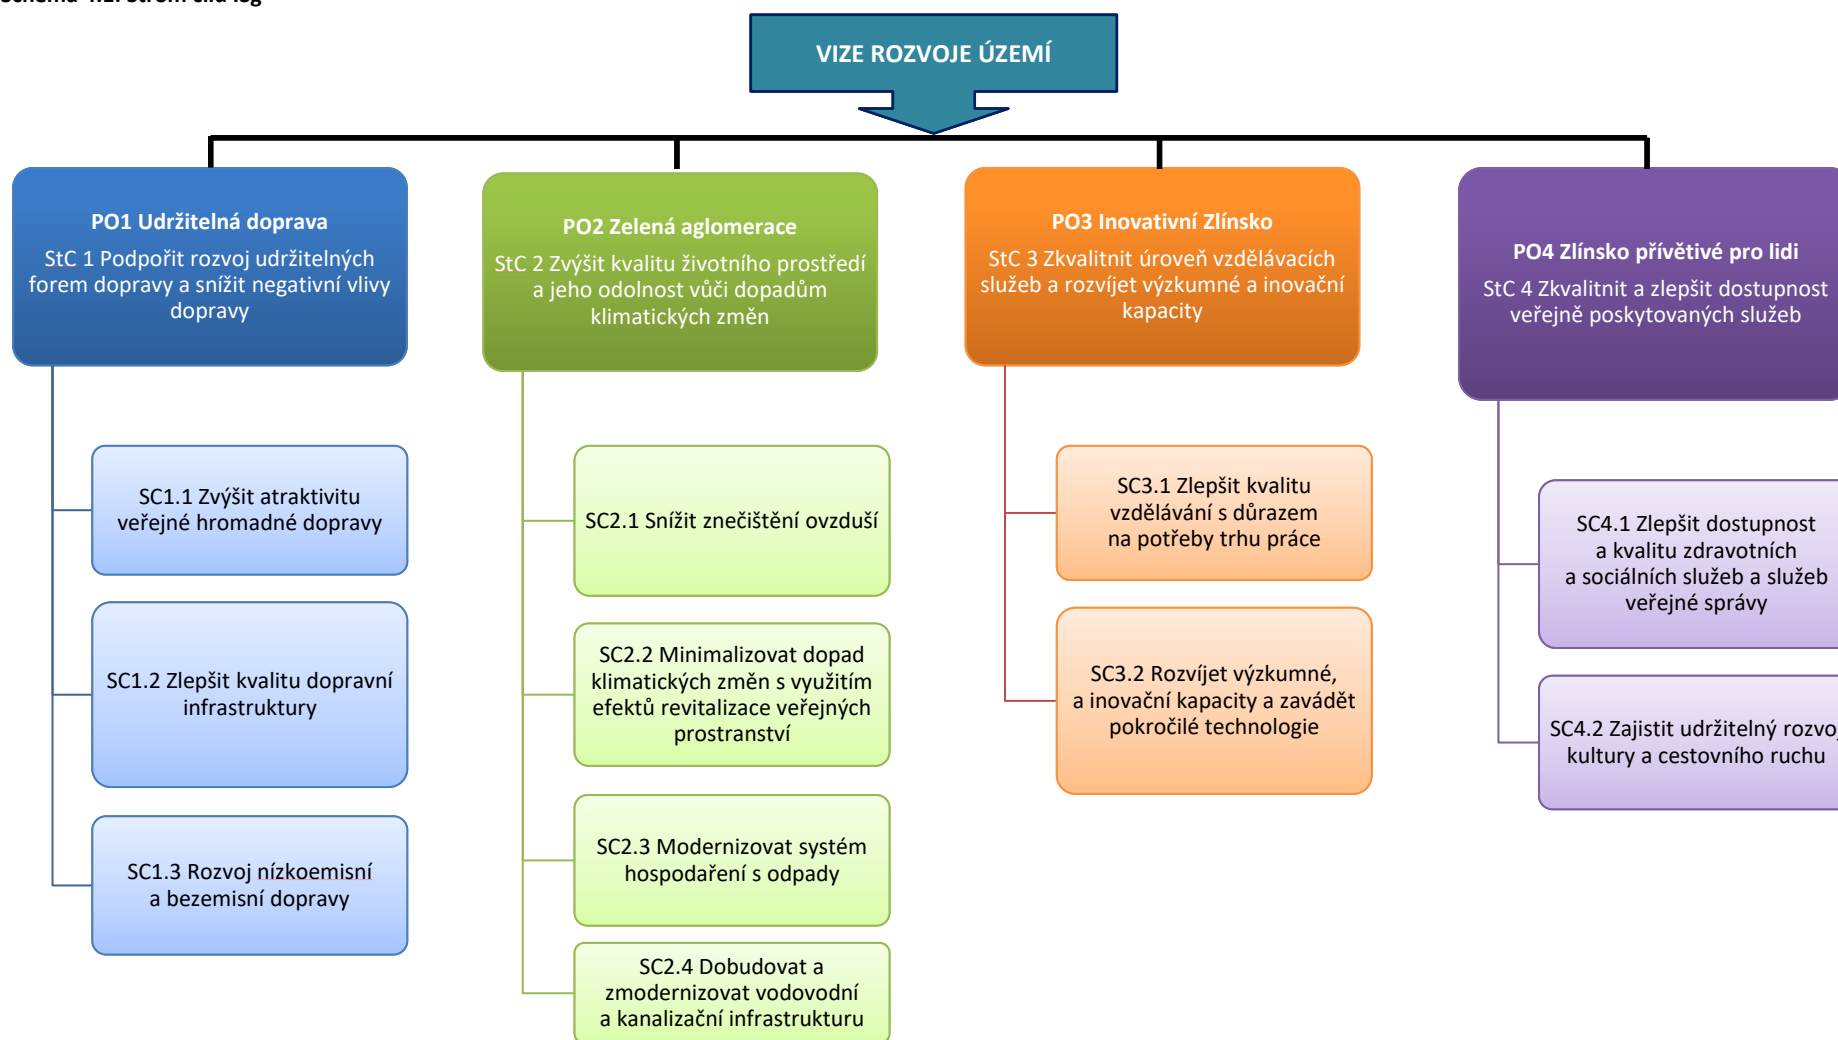 VIZE ROZVOJE ÚZEMÍ
PO1 Udržitelná doprava
StC 1 Podpořit rozvoj udržitelných
forem dopravy a snížit negativní vlivy
dopravy
SC1.1 Zvýšit atraktivitu
veřejné hromadné dopravy
SC1.2 Zlepšit kvalitu dopravní
infrastruktury
SC1.3 Rozvoj nízkoemisní
a bezemisní dopravy
PO2 Zelená aglomerace
StC 2 Zvýšit kvalitu životního prostředí
a jeho odolnost vůči dopadům
klimatických změn
SC2.1 Snížit znečištění ovzduší
SC2.2 Minimalizovat dopad
klimatických změn s využitím
efektů revitalizace veřejných
prostranství
SC2.3 Modernizovat systém
hospodaření s odpady
SC2.4 Dobudovat a
zmodernizovat vodovodní
a kanalizační infrastrukturu
PO3 Inovativní Zlínsko
StC 3 Zkvalitnit úroveň vzdělávacích
služeb a rozvíjet výzkumné a inovační
kapacity
SC3.1 Zlepšit kvalitu
vzdělávání s důrazem
na potřeby trhu práce
SC3.2 Rozvíjet výzkumné,
a inovační kapacity a zavádět
pokročilé technologie
PO4 Zlínsko přívětivé pro lidi
StC 4 Zkvalitnit a zlepšit dostupnost
veřejně poskytovaných služeb
SC4.1 Zlepšit dostupnost
a kvalitu zdravotních
a sociálních služeb a služeb
veřejné správy
SC4.2 Zajistit udržitelný rozvoj
kultury a cestovního ruchu